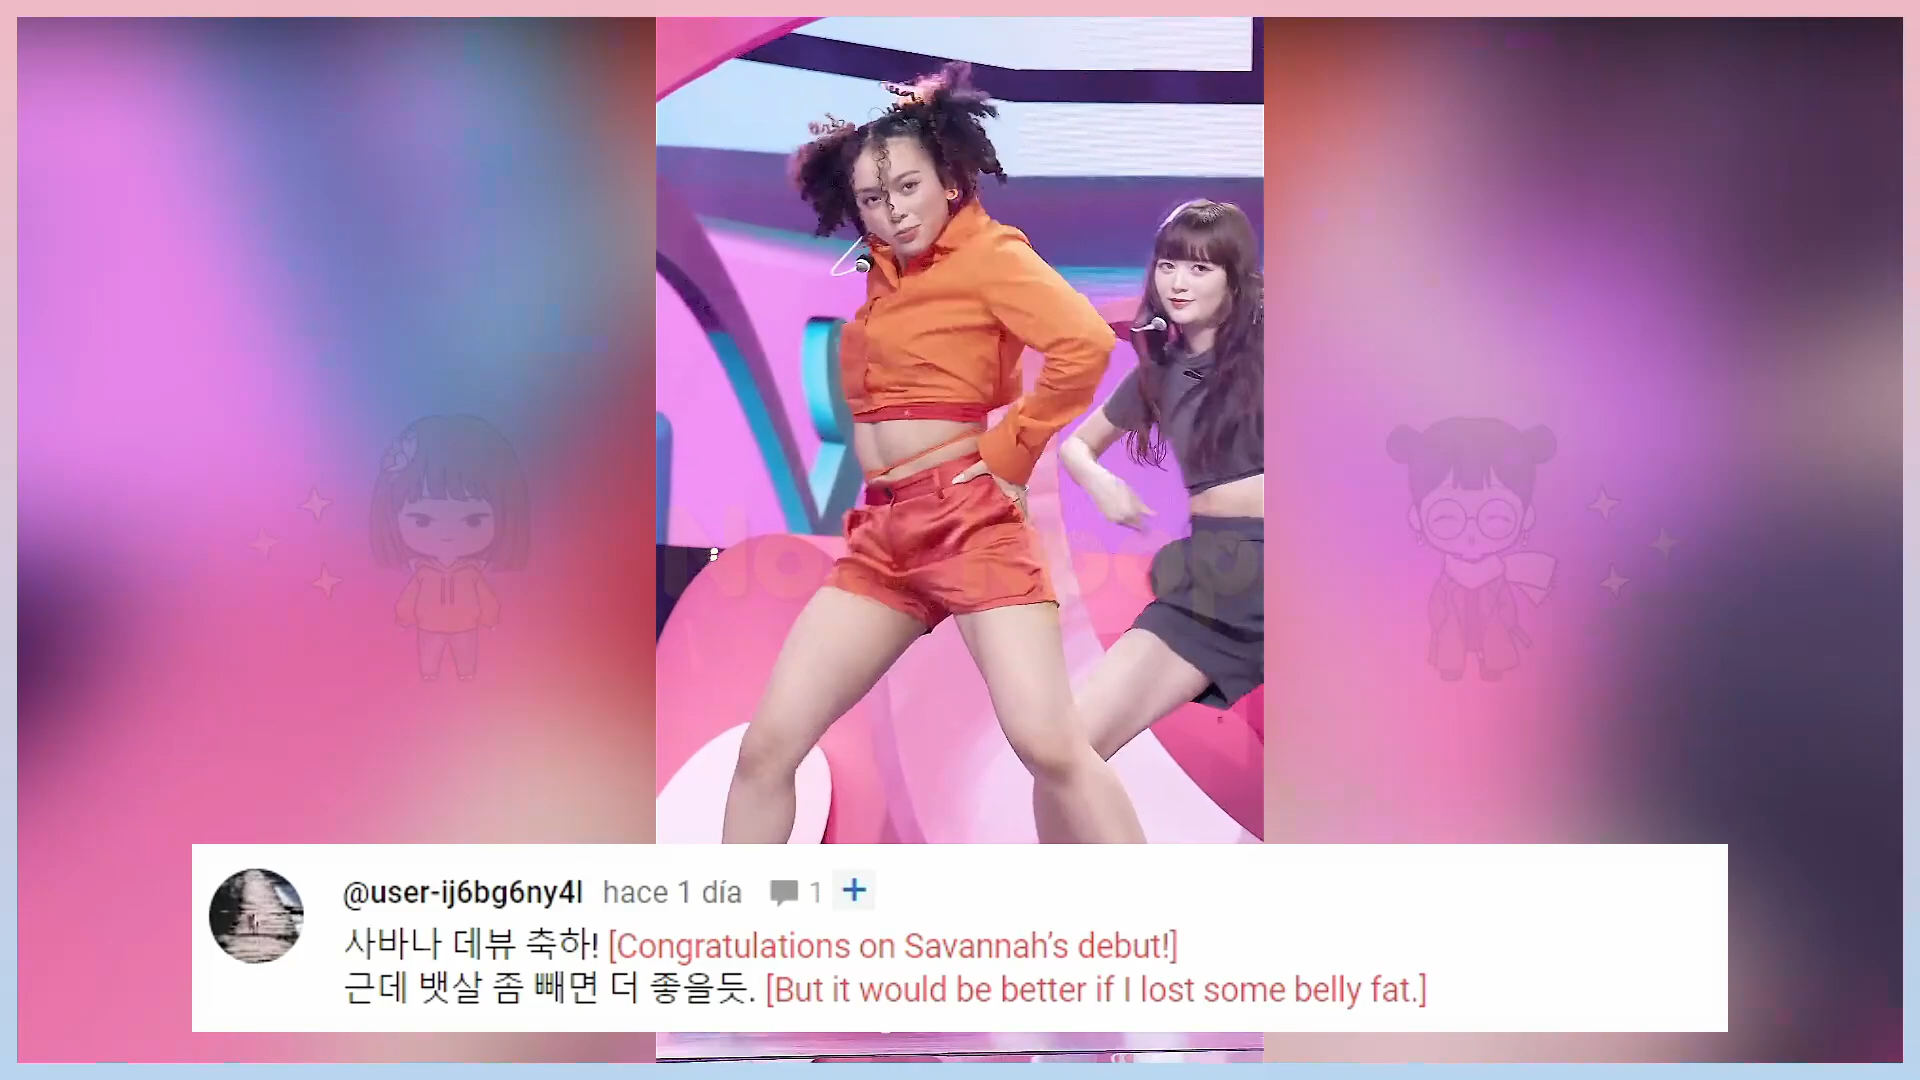 @user-ij6bg6ny4l hace 1 día 1 +
사바나 데뷰 축하! [Congratulations on Savannah’s debut!]
근데 뱃살 좀 빼면 더 좋을듯. [But it would be better if I lost some belly fat.]